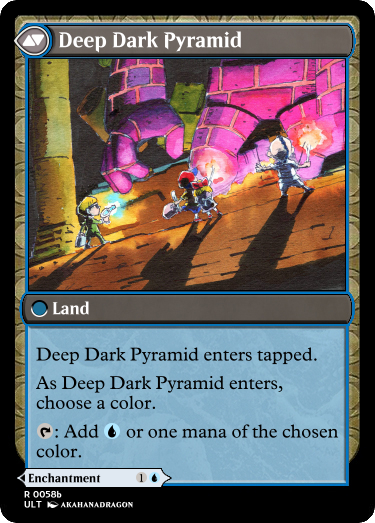 Deep Dark Pyramid
Land
Deep Dark Pyramid enters tapped.
As Deep Dark Pyramid enters,
choose a color.
: Add or one mana of the chosen
color.
Enchantment 1
R 0058b
ULT AKAHANADRAGON